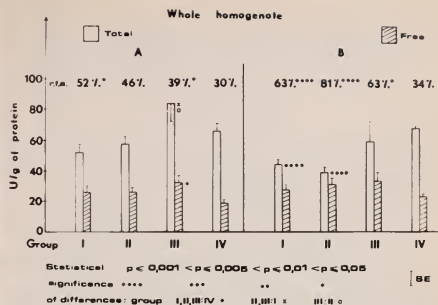 Whole homogenate
Total
Free
A
B
r.f.a. 52%.* 46%. 39%.* 30%. 63%.**** 81%.**** 63%.* 34%.
U/g of protein
100
80
60
40
20
0
x
o
*
****
****
Group I II III IV I II III IV
Statistical p≤ 0,001 <p≤ 0,005 < p≤ 0,01 < p≤ 0,05
significance **** *** ** *
of differences: group I,II,III:IV * II,III:I x III:II o
SE